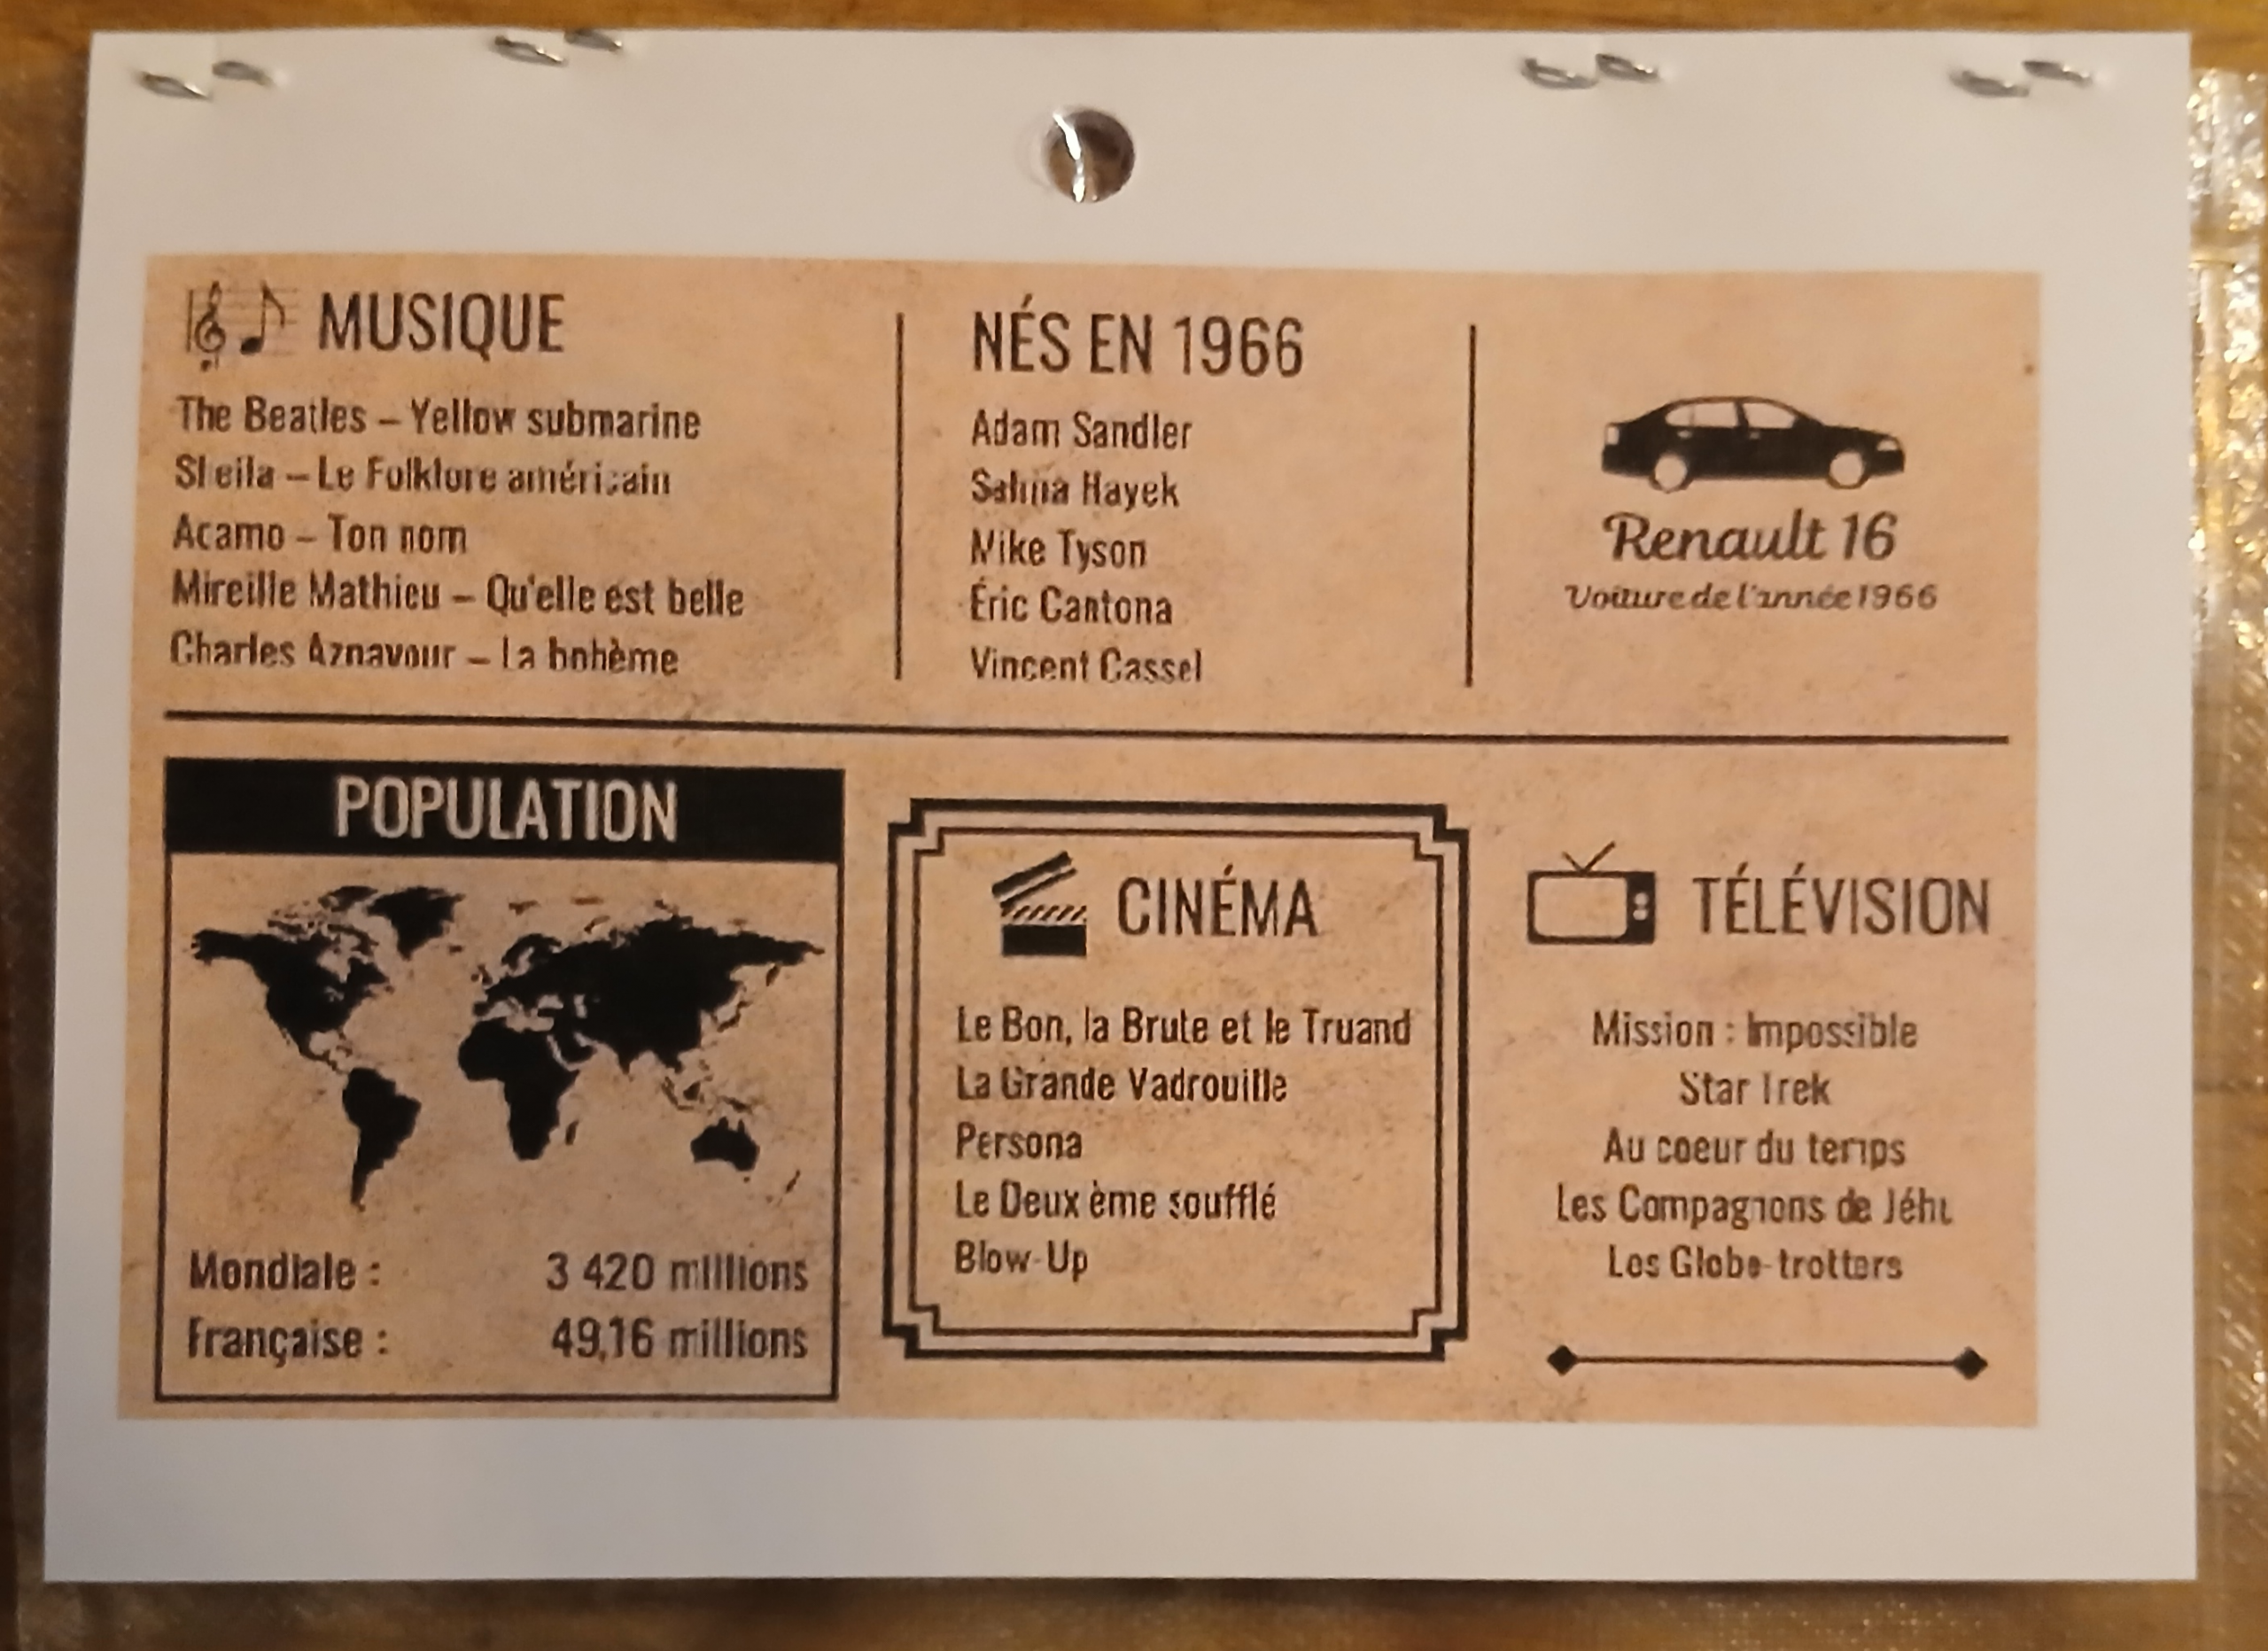 MUSIQUE
The Beatles – Yellow submarine
Sheila – Le Folklore américain
Adamo – Ton nom
Mireille Mathieu – Qu'elle est belle
Charles Aznavour – La bohème
NÉS EN 1966
Adam Sandler
Salma Hayek
Mike Tyson
Éric Cantona
Vincent Cassel
Renault 16
Voiture de l'année 1966
POPULATION
Mondiale : 3 420 millions
Française : 49,16 millions
CINÉMA
Le Bon, la Brute et le Truand
La Grande Vadrouille
Persona
Le Deuxième soufflé
Blow-Up
TÉLÉVISION
Mission : Impossible
Star Trek
Au coeur du temps
Les Compagnons de Jéhu
Les Globe-trotters